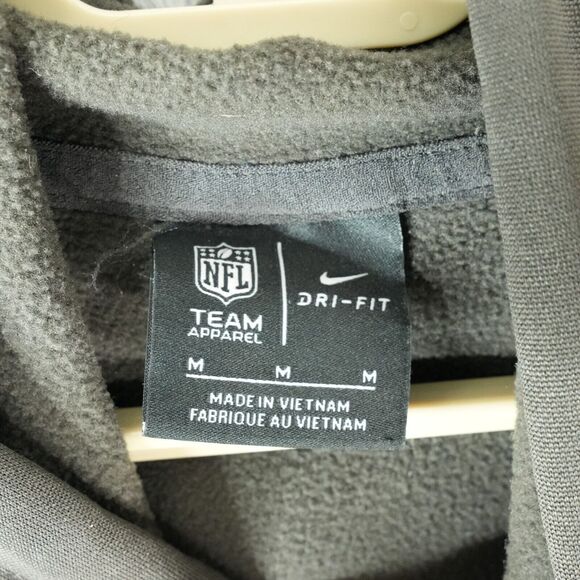 NFL
TEAM
APPAREL
DRI-FIT
M M M
MADE IN VIETNAM
FABRIQUE AU VIETNAM